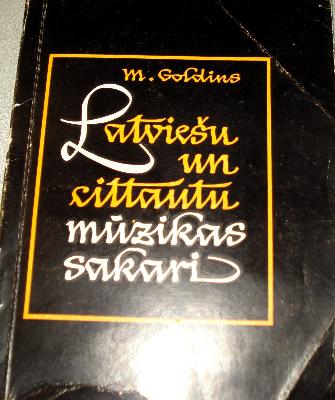 M. Goldins
Latviešu
un
cittautu
mūzikas
sakari